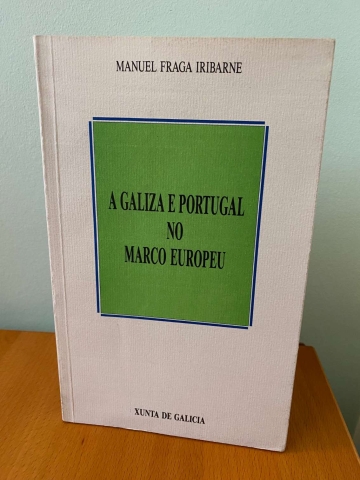 MANUEL FRAGA IRIBARNE
A GALIZA E PORTUGAL
NO
MARCO EUROPEU
XUNTA DE GALICIA